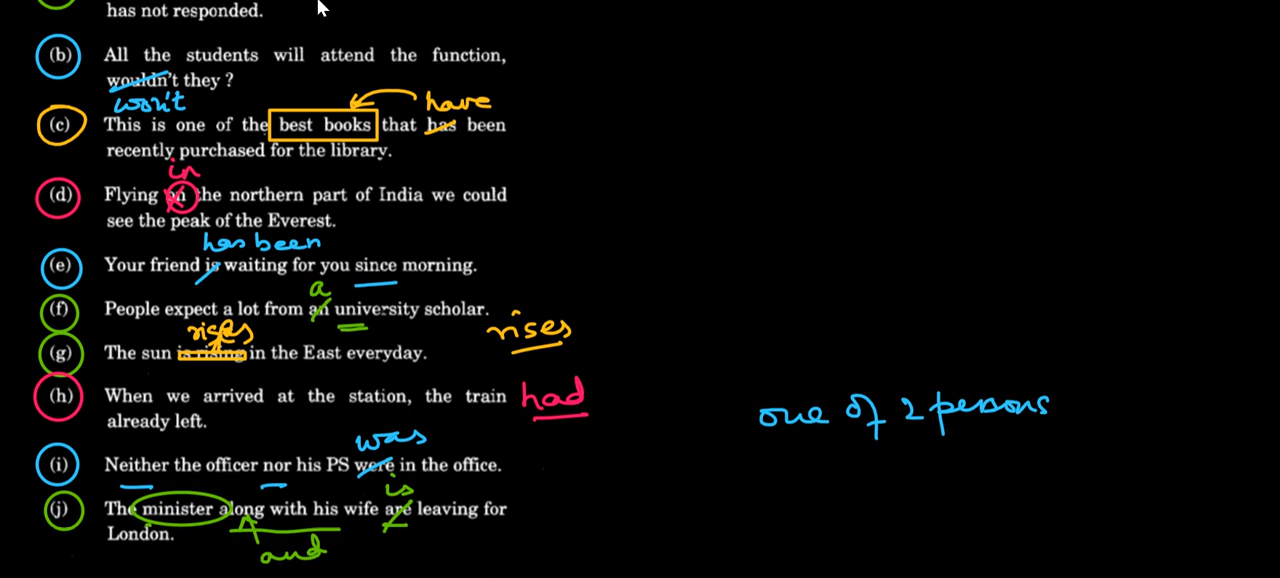 has not responded.
(b) All the students will attend the function,
wouldn't they ?
won't
have
(c) This is one of the best books that has been
recently purchased for the library.
in
(d) Flying on the northern part of India we could
see the peak of the Everest.
has been
(e) Your friend is waiting for you since morning.
a
(f) People expect a lot from an university scholar.
rises
rises
(g) The sun is rising in the East everyday.
(h) When we arrived at the station, the train had
already left.
one of 2 persons
was
(i) Neither the officer nor his PS were in the office.
is
(j) The minister along with his wife are leaving for
London.
and